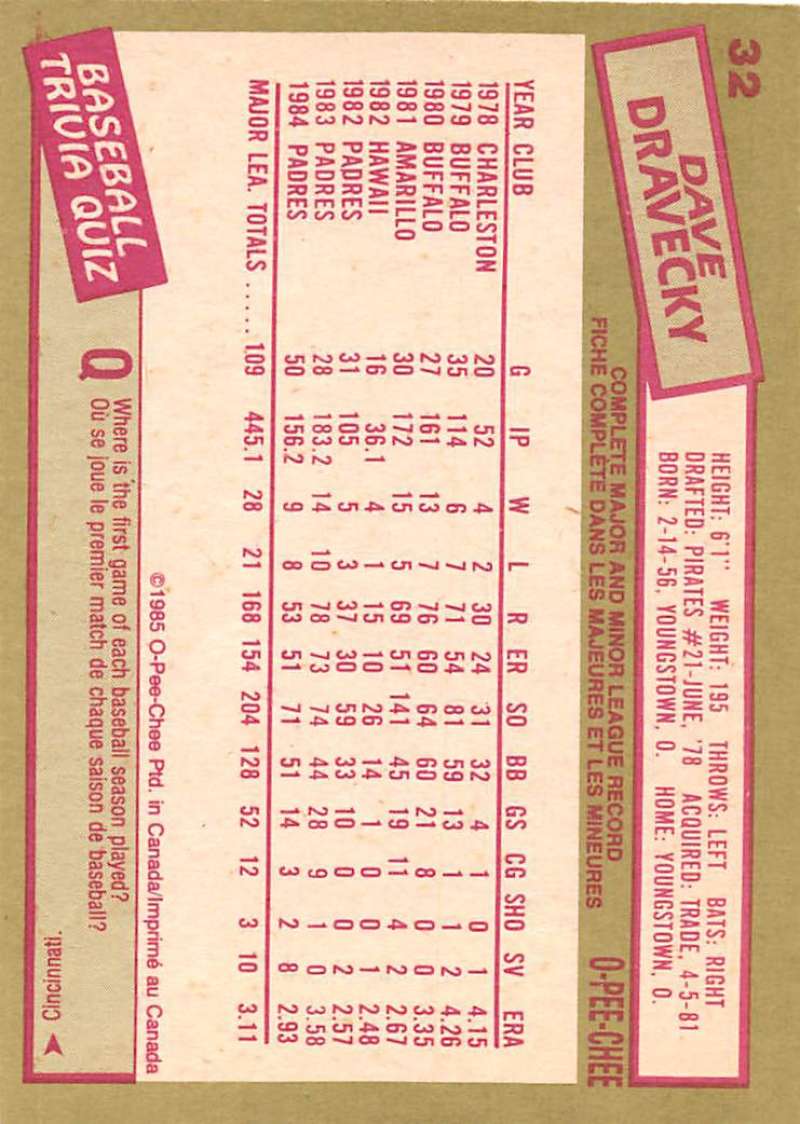 32
DAVE
DRAVECKY
HEIGHT: 6'1" WEIGHT: 195 THROWS: LEFT BATS: RIGHT
DRAFTED: PIRATES #21-JUNE, '78 ACQUIRED: TRADE, 4-5-81
BORN: 2-14-56, YOUNGSTOWN, O. HOME: YOUNGSTOWN, O.
COMPLETE MAJOR AND MINOR LEAGUE RECORD
FICHE COMPLÈTE DANS LES MAJEURES ET LES MINEURES
O-PEE-CHEE
YEAR CLUB G IP W L R ER SO BB GS CG SHO SV ERA
1978 CHARLESTON 20 52 4 2 30 24 31 32 4 1 0 1 4.15
1979 BUFFALO 35 114 6 7 71 54 81 59 13 1 1 2 4.26
1980 BUFFALO 27 161 13 7 76 60 64 60 21 8 0 0 3.35
1981 AMARILLO 30 172 15 5 69 51 141 45 19 11 4 2 2.67
1982 HAWAII 16 36.1 4 1 15 10 26 14 1 0 0 1 2.48
1982 PADRES 31 105 5 3 37 30 59 33 10 0 0 2 2.57
1983 PADRES 28 183.2 14 10 78 73 74 44 28 9 1 0 3.58
1984 PADRES 50 156.2 9 8 53 51 71 51 14 3 2 8 2.93
MAJOR LEA. TOTALS ...... 109 445.1 28 21 168 154 204 128 52 12 3 10 3.11
©1985 O-Pee-Chee Ptd. in Canada/Imprimé au Canada
BASEBALL
TRIVIA QUIZ
Q Where is the first game of each baseball season played?
Où se joue le premier match de chaque saison de baseball?
Cincinnati.